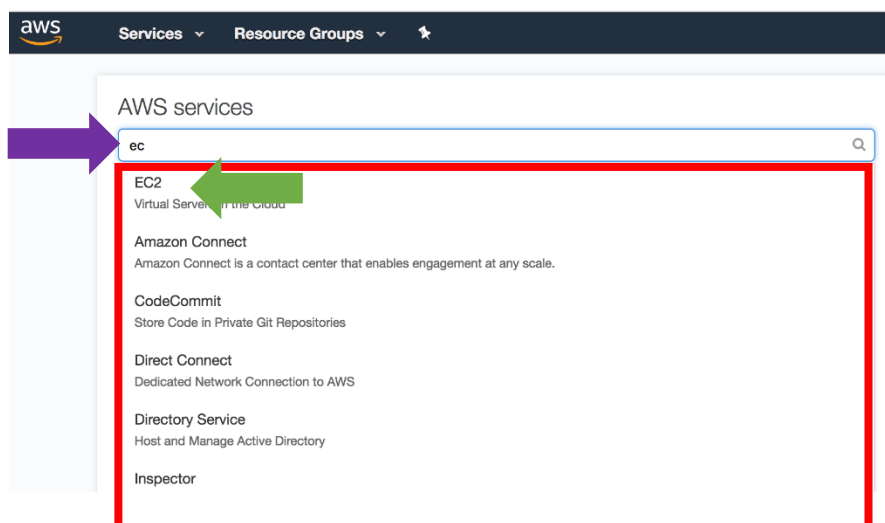 aws
Services
Resource Groups
AWS services
ec
EC2
Virtual Server in the Cloud
Amazon Connect
Amazon Connect is a contact center that enables engagement at any scale.
CodeCommit
Store Code in Private Git Repositories
Direct Connect
Dedicated Network Connection to AWS
Directory Service
Host and Manage Active Directory
Inspector